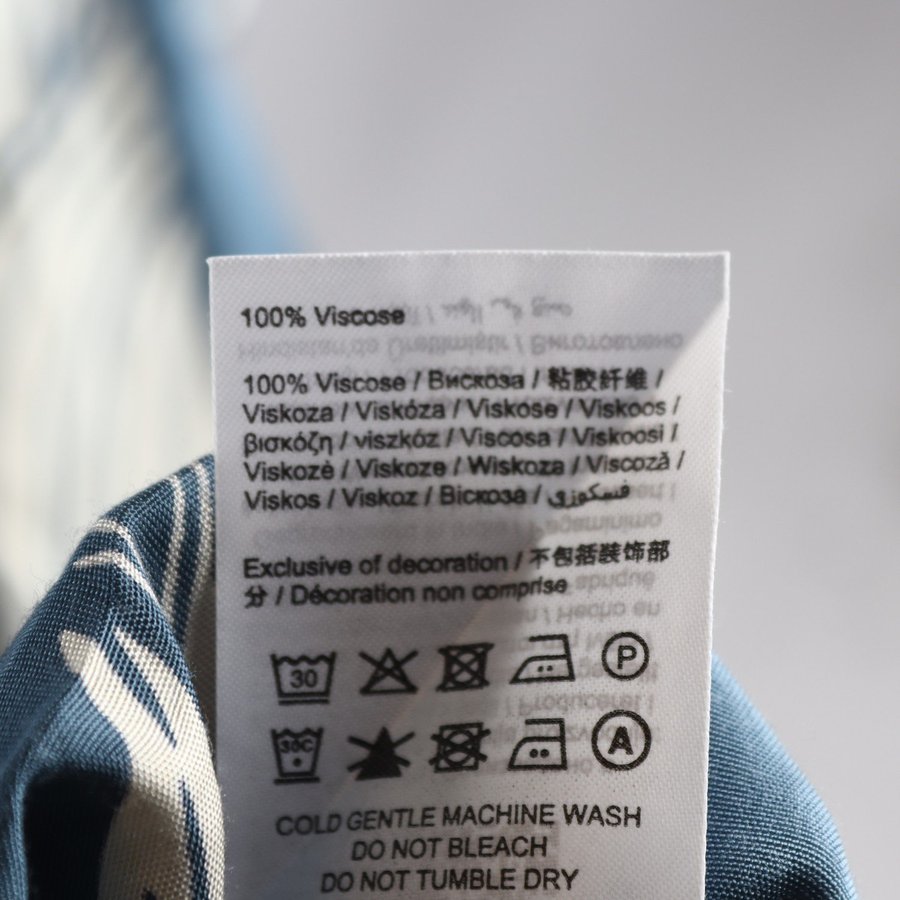 100% Viscose
100% Viscose / Вискоза / 粘胶纤维 /
Viskoza / Viskóza / Viskose / Viskoos /
βισκόζη / viszkóz / Viscosa / Viskoosi /
Viskozė / Viskoze / Wiskoza / Viscoză /
Viskos / Viskoz / Віскоза / فسكوزي
Exclusive of decoration / 不包括裝饰部
分 / Décoration non comprise
30
P
30C
A
COLD GENTLE MACHINE WASH
DO NOT BLEACH
DO NOT TUMBLE DRY